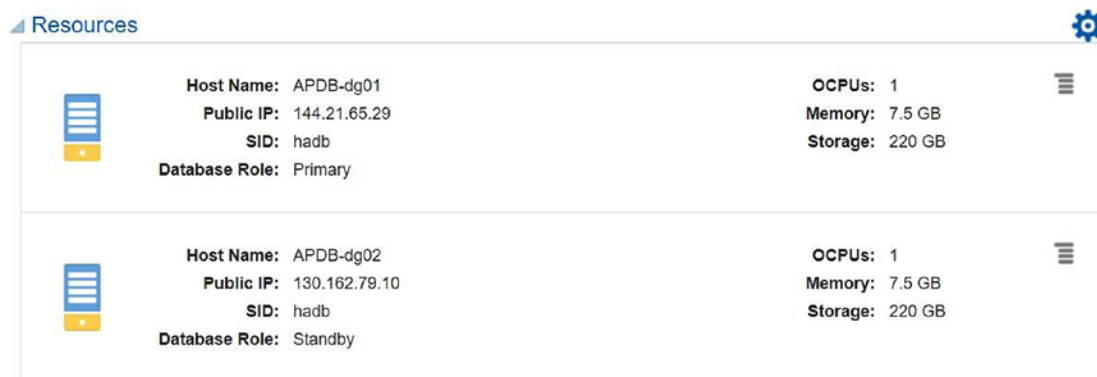 Resources
Host Name: APDB-dg01 OCPUs: 1
Public IP: 144.21.65.29 Memory: 7.5 GB
SID: hadb Storage: 220 GB
Database Role: Primary
Host Name: APDB-dg02 OCPUs: 1
Public IP: 130.162.79.10 Memory: 7.5 GB
SID: hadb Storage: 220 GB
Database Role: Standby